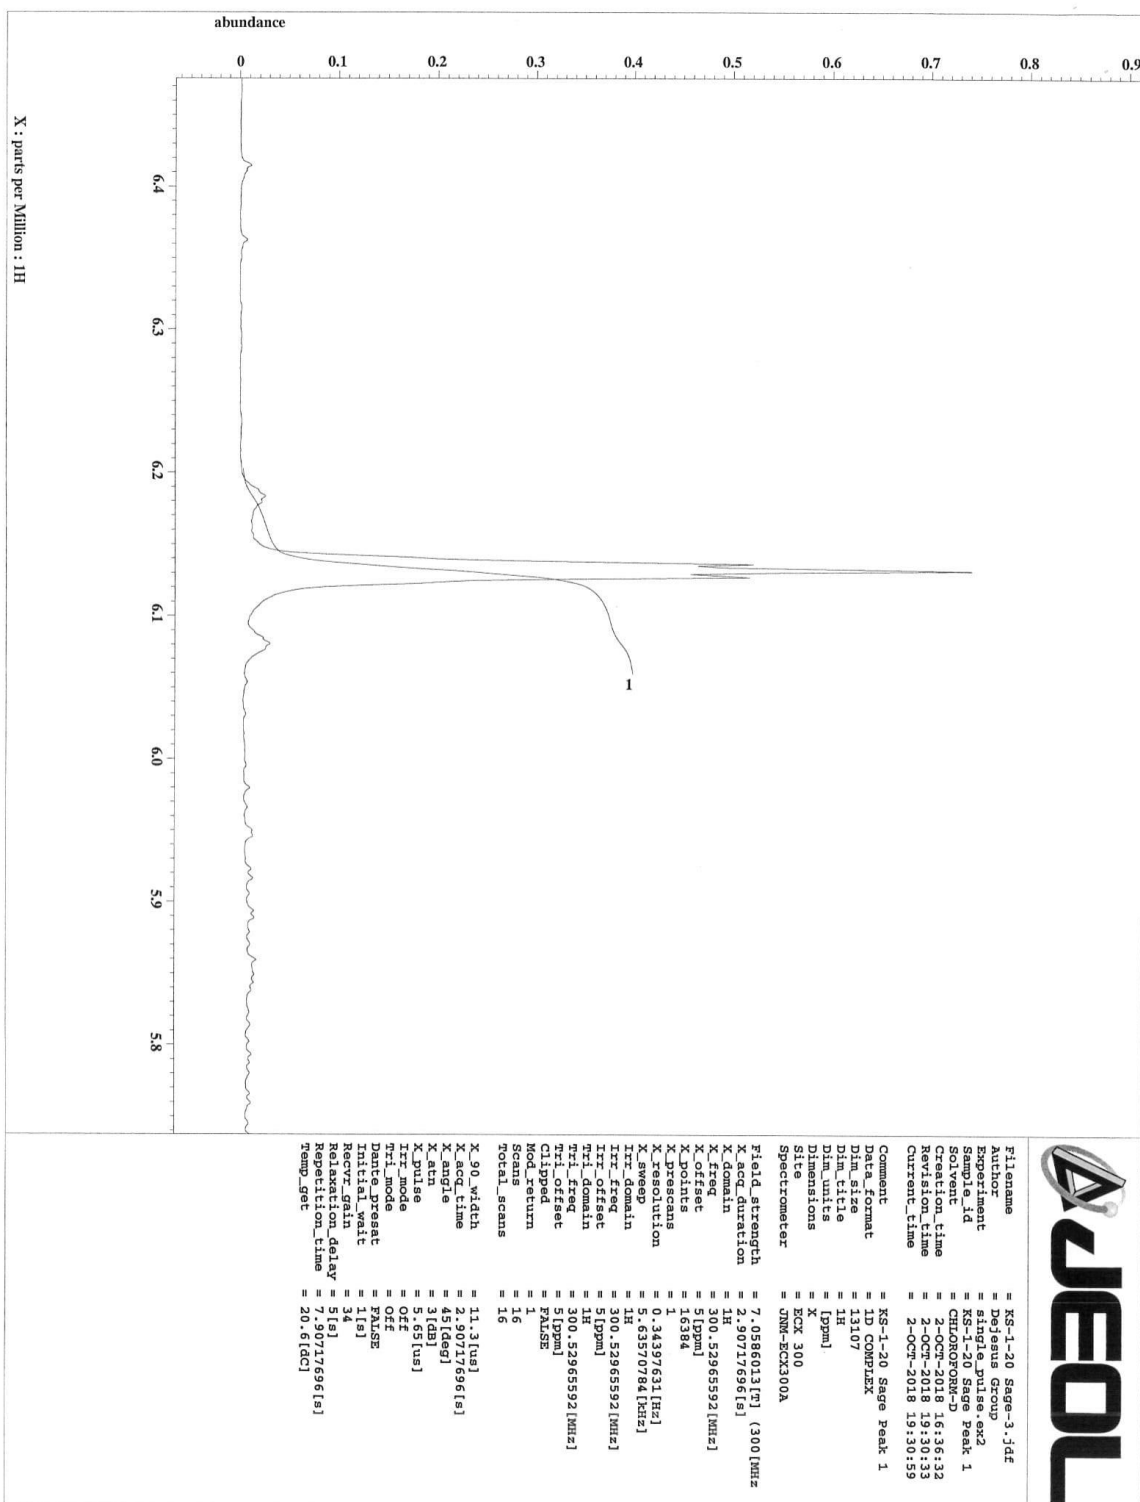 abundance
0 0.1 0.2 0.3 0.4 0.5 0.6 0.7 0.8 0.9
6.4 6.3 6.2 6.1 6.0 5.9 5.8
1
X : parts per Million : 1H
JEOL
Filename = KS-1-20 Sage-3.jdf
Author = Dejesus Group
Experiment = single_pulse.ex2
Sample_id = KS-1-20 Sage Peak 1
Solvent = CHLOROFORM-D
Creation_time = 2-OCT-2018 16:36:32
Revision_time = 2-OCT-2018 19:30:33
Current_time = 2-OCT-2018 19:30:59
Comment = KS-1-20 Sage Peak 1
Data_format = 1D COMPLEX
Dim_size = 13107
Dim_title = 1H
Dim_units = [ppm]
Dimensions = X
Site = ECX 300
Spectrometer = JNM-ECX300A
Field_strength = 7.0586013[T] (300[MHz
X_acq_duration = 2.90717696[s]
X_domain = 1H
X_freq = 300.52965592[MHz]
X_offset = 5[ppm]
X_points = 16384
X_prescans = 1
X_resolution = 0.34397631[Hz]
X_sweep = 5.63570784[kHz]
Irr_domain = 1H
Irr_freq = 300.52965592[MHz]
Irr_offset = 5[ppm]
Tri_domain = 1H
Tri_freq = 300.52965592[MHz]
Tri_offset = 5[ppm]
Clipped = FALSE
Mod_return = 1
Scans = 16
Total_scans = 16
X_90_width = 11.3[us]
X_acq_time = 2.90717696[s]
X_angle = 45[deg]
X_atn = 3[dB]
X_pulse = 5.65[us]
Irr_mode = Off
Tri_mode = Off
Dante_presat = FALSE
Initial_wait = 1[s]
Recvr_gain = 34
Relaxation_delay = 5[s]
Repetition_time = 7.90717696[s]
Temp_get = 20.6[dC]